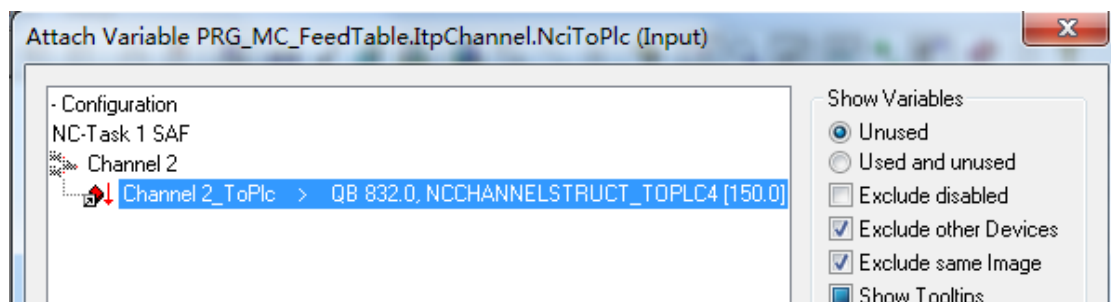 Attach Variable PRG_MC_FeedTable.ItpChannel.NciToPlc (Input)
x
- Configuration
NC-Task 1 SAF
Channel 2
Channel 2_ToPlc > QB 832.0, NCCHANNELSTRUCT_TOPLC4 [150.0]
Show Variables
Unused
Used and unused
Exclude disabled
Exclude other Devices
Exclude same Image
Show Tooltips